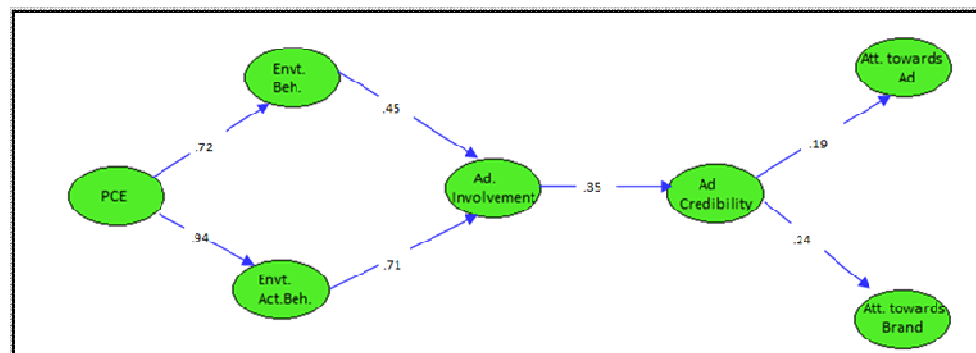 Envt.
Beh.
Att. towards
Ad
.45
.72
.19
PCE
Ad.
Involvement
.35
Ad
Credibility
.94
.71
.24
Envt.
Act.Beh.
Att. towards
Brand